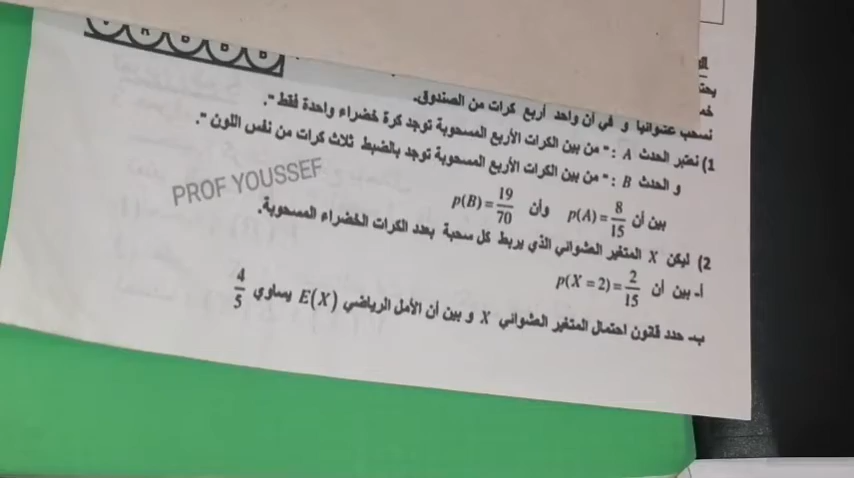 نسحب عشوانيا و في أن واحد أربع كرات من الصندوق.
1) نعتبر الحدث A : " من بين الكرات الأربع المسحوبة توجد كرة خضراء واحدة فقط ".
و الحدث B : " من بين الكرات الأربع المسحوبة توجد بالضبط ثلاث كرات من نفس اللون ".
بين أن p(A)=8/15 وأن p(B)=19/70
PROF YOUSSEF
2) ليكن X المتغير العشوائي الذي يربط كل سحبة بعدد الكرات الخضراء المسحوبة.
أ- بين أن p(X=2)=2/15
ب- حدد قانون احتمال المتغير العشوائي X و بين أن الأمل الرياضي E(X) يساوي 4/5